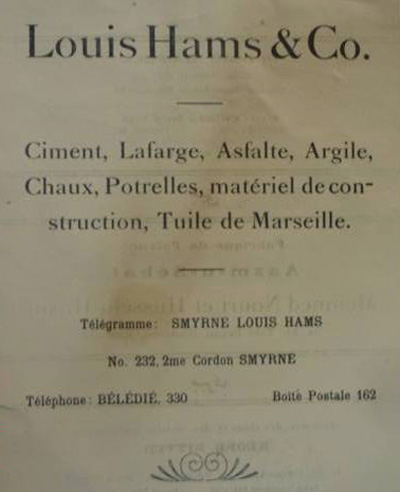 Louis Hams & Co.
Ciment, Lafarge, Asfalte, Argile,
Chaux, Potrelles, matériel de con-
struction, Tuile de Marseille.
Télégramme: SMYRNE LOUIS HAMS
No. 232, 2me Cordon SMYRNE
Téléphone: BÉLÉDIÉ, 330 Boite Postale 162